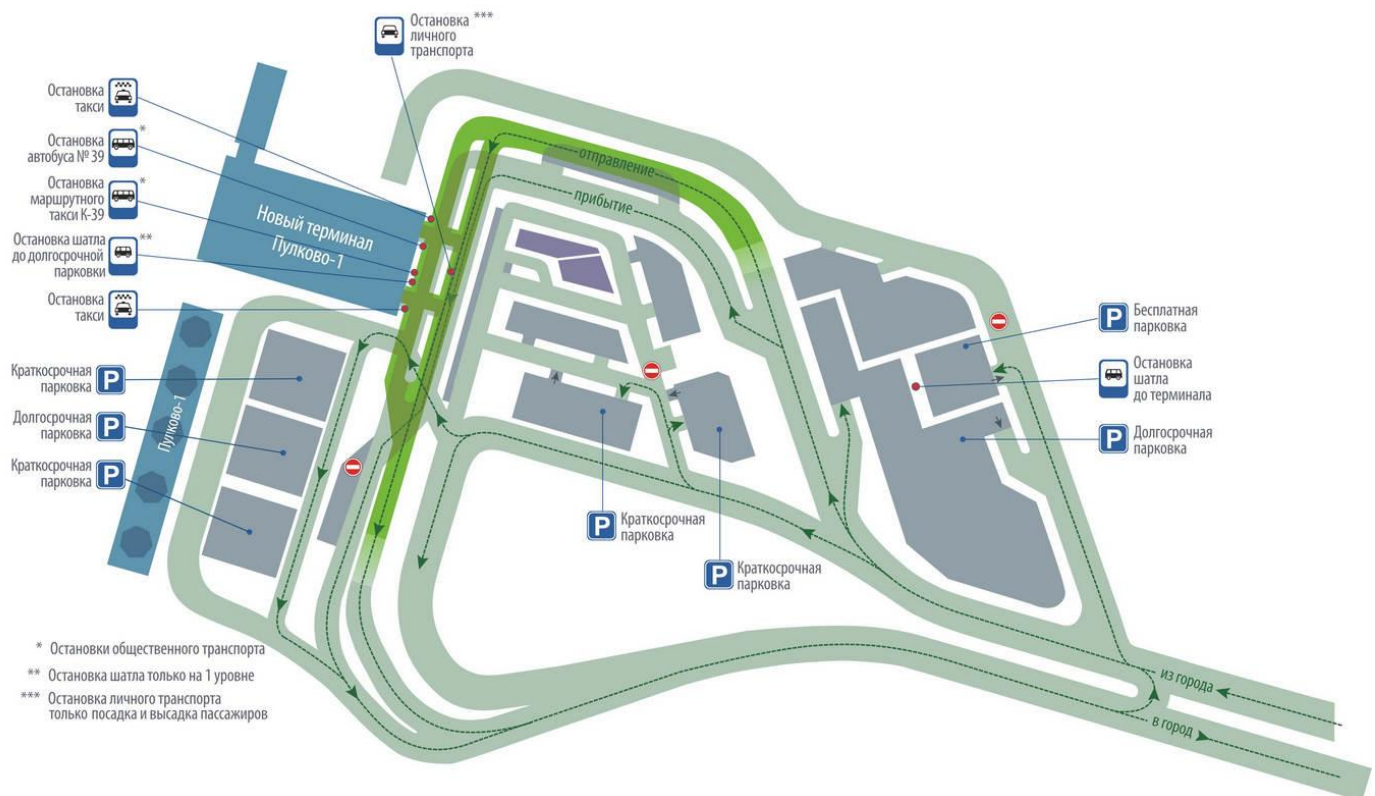 Остановка ***
личного
транспорта
Остановка
такси
Остановка *
автобуса № 39
Остановка *
маршрутного
такси К-39
Остановка шатла **
до долгосрочной
парковки
Остановка
такси
Новый терминал
Пулково-1
отправление
прибытие
P Краткосрочная
парковка
P Долгосрочная
парковка
P Краткосрочная
парковка
Пулково-1
P Бесплатная
парковка
Остановка
шатла
до терминала
P Долгосрочная
парковка
P Краткосрочная
парковка
P Краткосрочная
парковка
из города
в город
* Остановки общественного транспорта
** Остановка шатла только на 1 уровне
*** Остановка личного транспорта
только посадка и высадка пассажиров